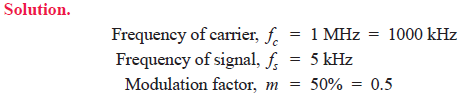 Solution.
Frequency of carrier, f_c = 1 MHz = 1000 kHz
Frequency of signal, f_s = 5 kHz
Modulation factor, m = 50% = 0.5